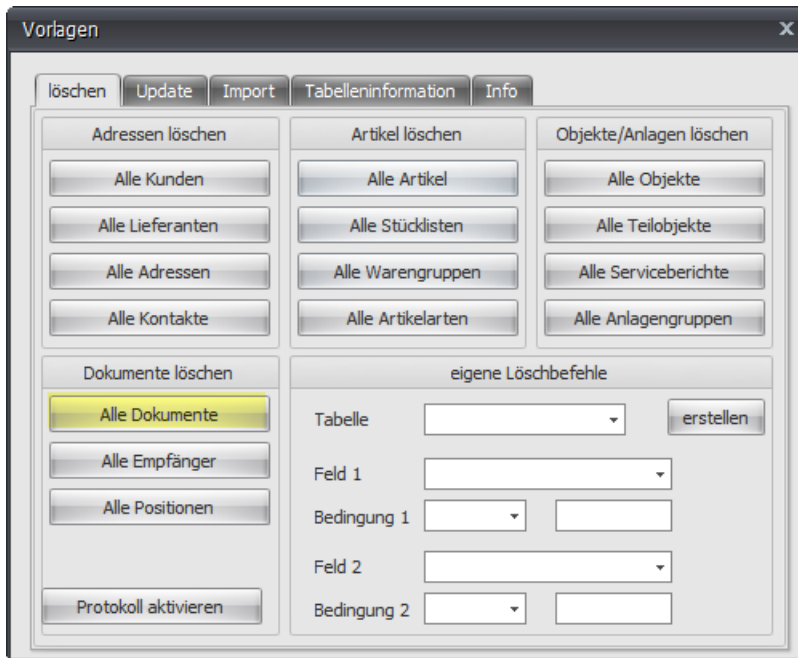 Vorlagen x
löschen Update Import Tabelleninformation Info
Adressen löschen
Alle Kunden
Alle Lieferanten
Alle Adressen
Alle Kontakte
Artikel löschen
Alle Artikel
Alle Stücklisten
Alle Warengruppen
Alle Artikelarten
Objekte/Anlagen löschen
Alle Objekte
Alle Teilobjekte
Alle Serviceberichte
Alle Anlagengruppen
Dokumente löschen
Alle Dokumente
Alle Empfänger
Alle Positionen
Protokoll aktivieren
eigene Löschbefehle
Tabelle erstellen
Feld 1
Bedingung 1
Feld 2
Bedingung 2